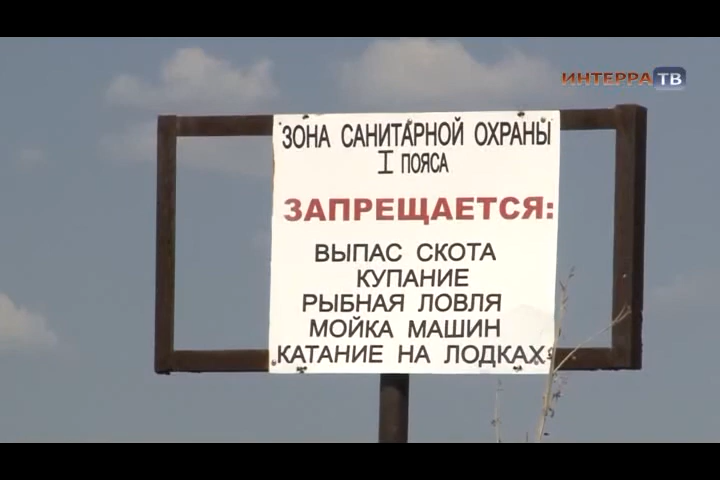 ИНТЕРРА ТВ
ЗОНА САНИТАРНОЙ ОХРАНЫ
I ПОЯСА
ЗАПРЕЩАЕТСЯ:
ВЫПАС СКОТА
КУПАНИЕ
РЫБНАЯ ЛОВЛЯ
МОЙКА МАШИН
КАТАНИЕ НА ЛОДКАХ